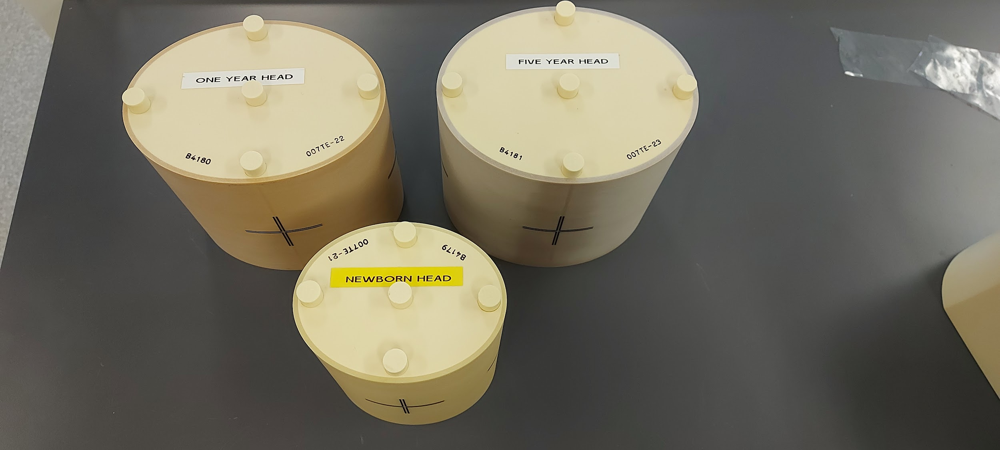 ONE YEAR HEAD
B4180
007TE-22
FIVE YEAR HEAD
B4181
007TE-23
007TE-21
B4179
NEWBORN HEAD